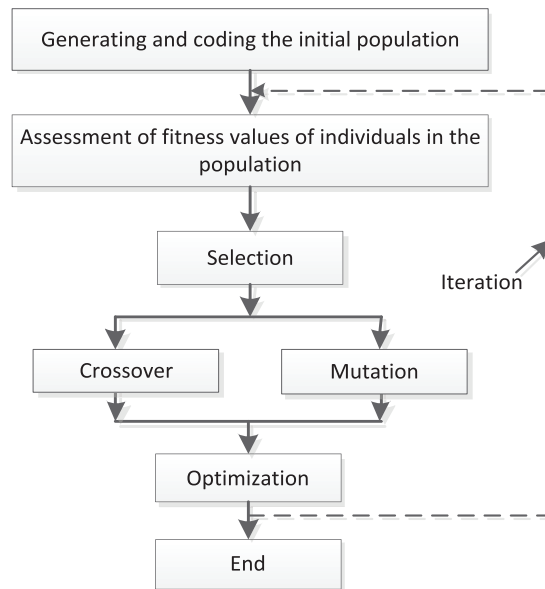 Generating and coding the initial population
Assessment of fitness values of individuals in the
population
Selection
Iteration
Crossover
Mutation
Optimization
End